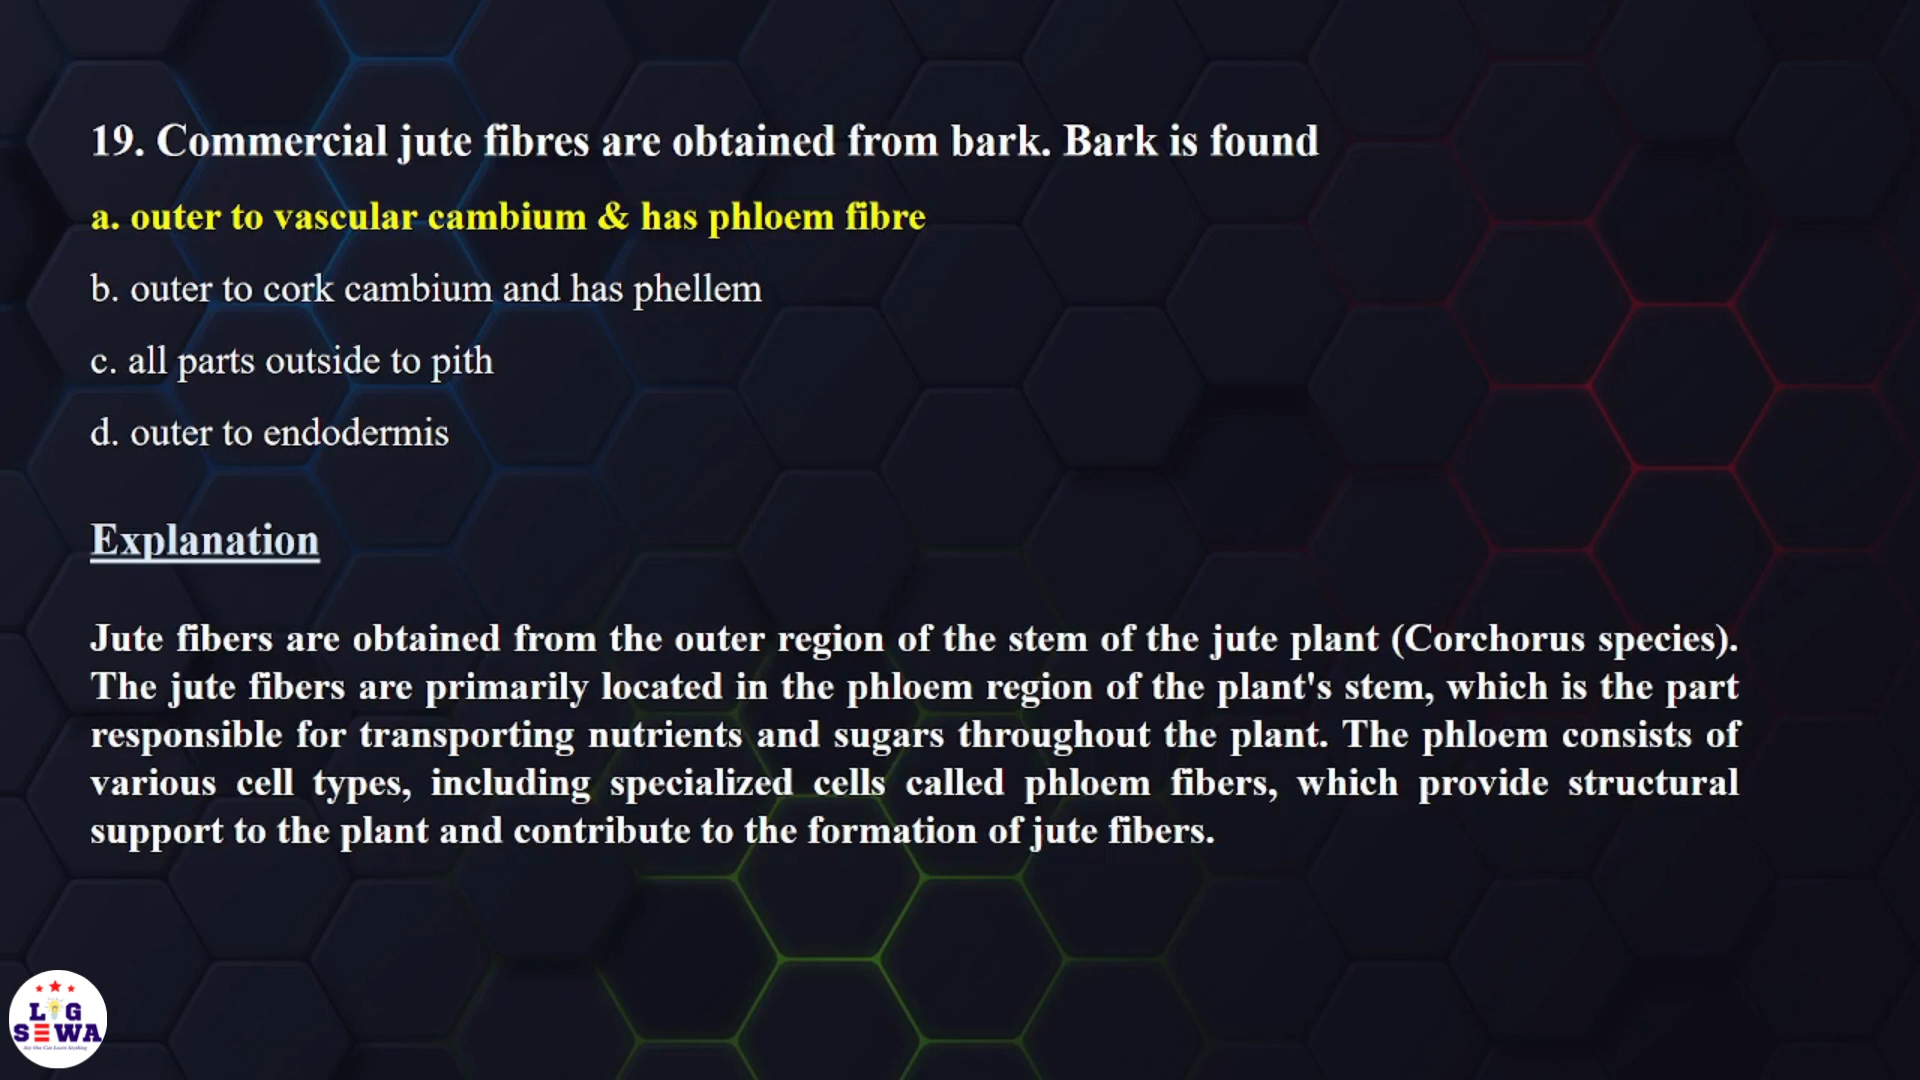 19. Commercial jute fibres are obtained from bark. Bark is found
a. outer to vascular cambium & has phloem fibre
b. outer to cork cambium and has phellem
c. all parts outside to pith
d. outer to endodermis
Explanation
Jute fibers are obtained from the outer region of the stem of the jute plant (Corchorus species).
The jute fibers are primarily located in the phloem region of the plant's stem, which is the part
responsible for transporting nutrients and sugars throughout the plant. The phloem consists of
various cell types, including specialized cells called phloem fibers, which provide structural
support to the plant and contribute to the formation of jute fibers.
L G
SEWA
Any One Can Learn Anything